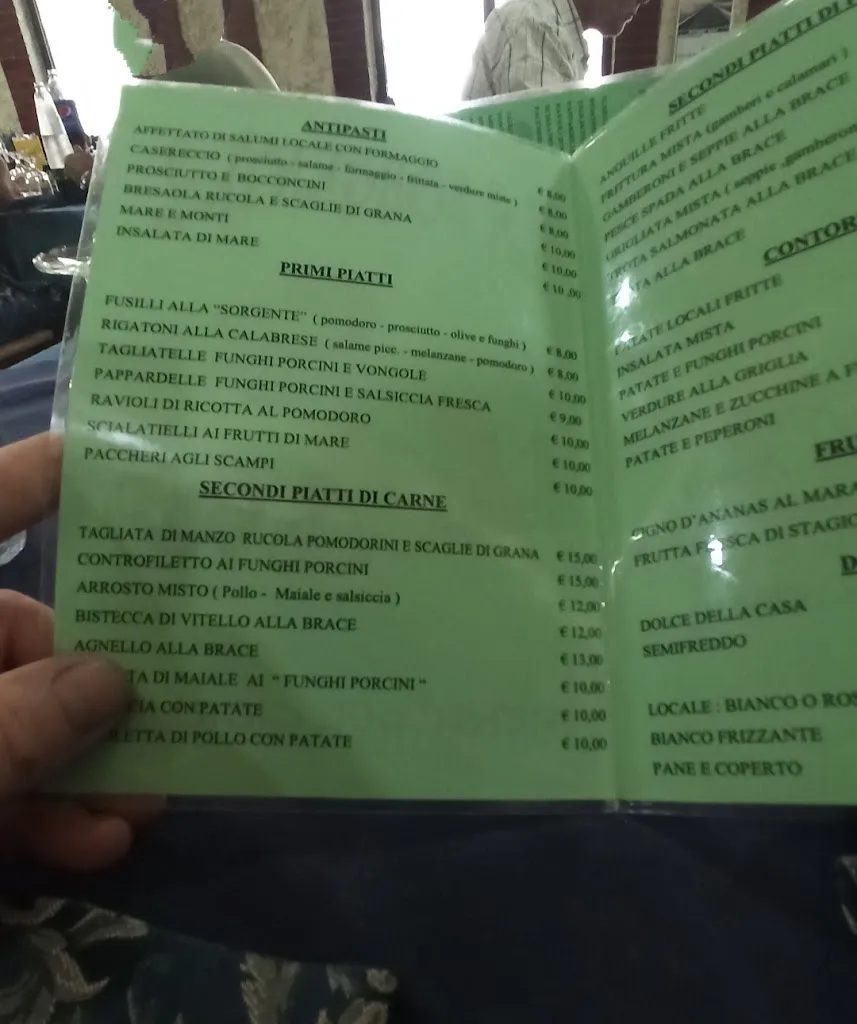 ANTIPASTI
AFFETTATO DI SALUMI LOCALE CON FORMAGGIO € 8,00
CASERECCIO ( prosciutto - salame - formaggio - frittata - verdure miste ) € 8,00
PROSCIUTTO E BOCCONCINI € 8,00
BRESAOLA RUCOLA E SCAGLIE DI GRANA € 10,00
MARE E MONTI € 10,00
INSALATA DI MARE € 10 ,00
PRIMI PIATTI
FUSILLI ALLA "SORGENTE" ( pomodoro - prosciutto - olive e funghi ) € 8,00
RIGATONI ALLA CALABRESE ( salame picc. - melanzane - pomodoro ) € 8,00
TAGLIATELLE FUNGHI PORCINI E VONGOLE € 10,00
PAPPARDELLE FUNGHI PORCINI E SALSICCIA FRESCA € 9,00
RAVIOLI DI RICOTTA AL POMODORO € 10,00
SCIALATIELLI AI FRUTTI DI MARE € 10,00
PACCHERI AGLI SCAMPI € 10,00
SECONDI PIATTI DI CARNE
TAGLIATA DI MANZO RUCOLA POMODORINI E SCAGLIE DI GRANA € 15,00
CONTROFILETTO AI FUNGHI PORCINI € 15,00
ARROSTO MISTO ( Pollo - Maiale e salsiccia ) € 12,00
BISTECCA DI VITELLO ALLA BRACE € 12,00
AGNELLO ALLA BRACE € 13,00
DI MAIALE AI " FUNGHI PORCINI " € 10,00
CON PATATE € 10,00
DI POLLO CON PATATE € 10,00
SECONDI PIATTI DI
ANGUILLE FRITTE
FRITTURA MISTA (gamberi e calamari )
GAMBERONI E SEPPIE ALLA BRACE
PESCE SPADA ALLA BRACE
GRIGLIATA MISTA ( seppie ,gamberon
TROTA SALMONATA ALLA BRACE
ALLA BRACE
CONTOR
PATATE LOCALI FRITTE
INSALATA MISTA
PATATE E FUNGHI PORCINI
VERDURE ALLA GRIGLIA
MELANZANE E ZUCCHINE A F
PATATE E PEPERONI
FRU
CIGNO D'ANANAS AL MARA
FRUTTA FRESCA DI STAGIO
D
DOLCE DELLA CASA
SEMIFREDDO
LOCALE : BIANCO O ROS
BIANCO FRIZZANTE
PANE E COPERTO